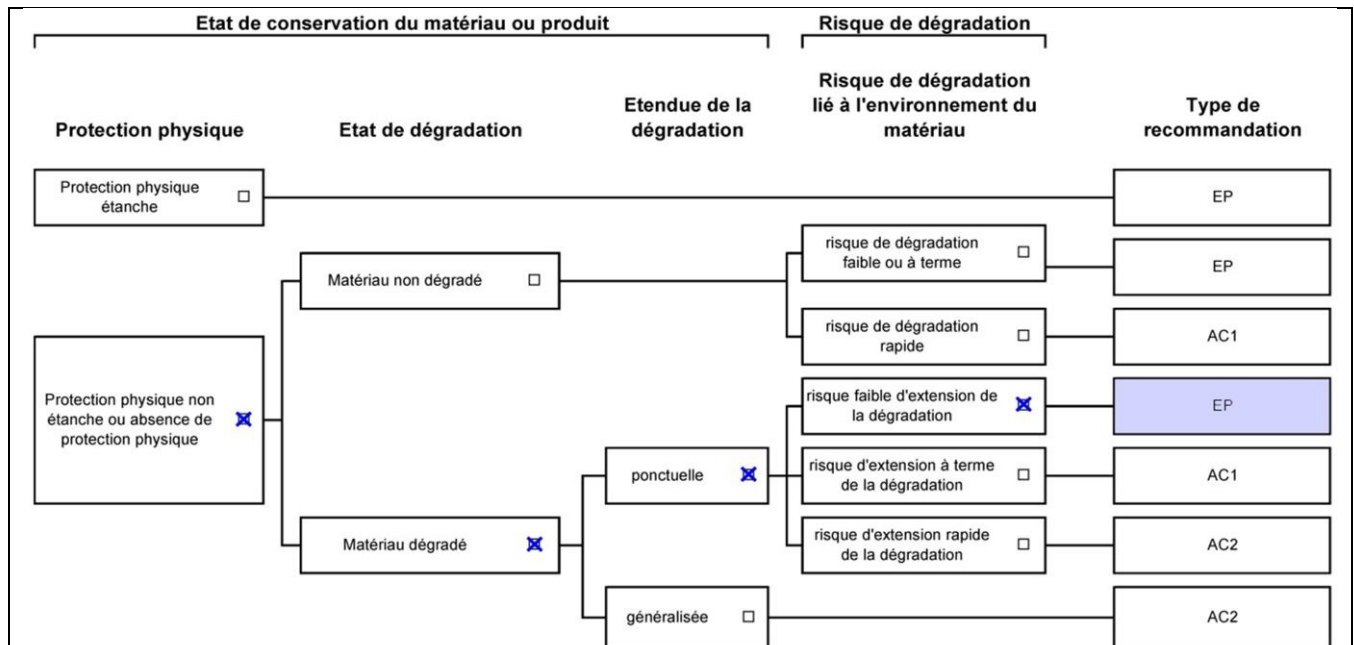 Etat de conservation du matériau ou produit
Risque de dégradation
Protection physique
Etat de dégradation
Etendue de la
dégradation
Risque de dégradation
lié à l'environnement du
matériau
Type de
recommandation
Protection physique
étanche
EP
Matériau non dégradé
risque de dégradation
faible ou à terme
EP
risque de dégradation
rapide
AC1
Protection physique non
étanche ou absence de
protection physique
risque faible d'extension de
la dégradation
EP
ponctuelle
risque d'extension à terme
de la dégradation
AC1
Matériau dégradé
risque d'extension rapide
de la dégradation
AC2
généralisée
AC2